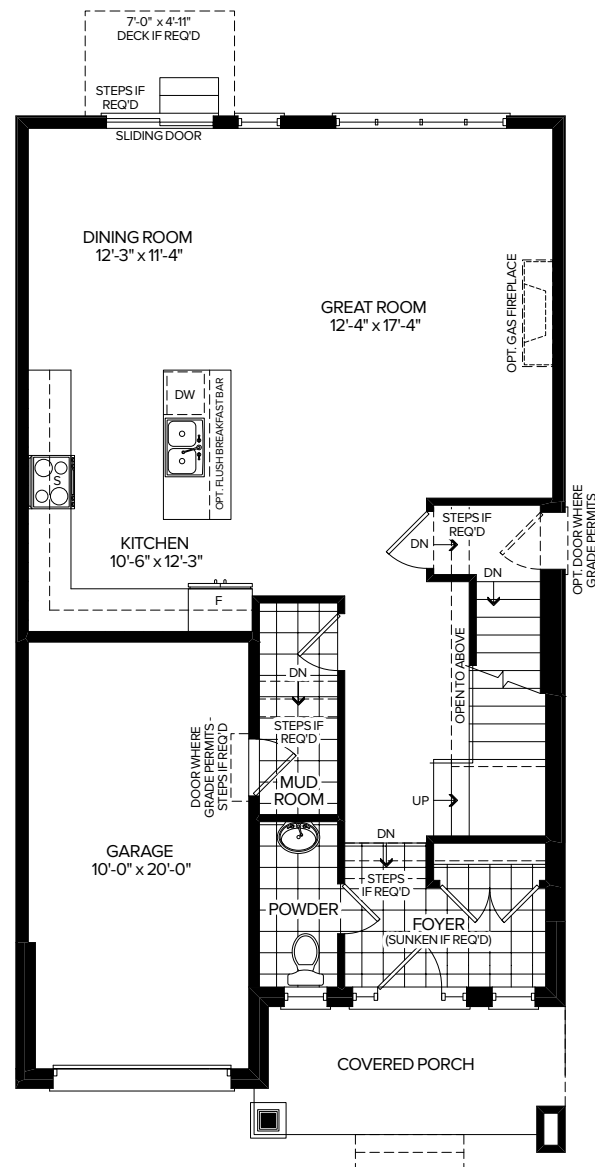 7'-0" x 4'-11"
DECK IF REQ'D
STEPS IF
REQ'D
SLIDING DOOR
DINING ROOM
12'-3" x 11'-4"
GREAT ROOM
12'-4" x 17'-4"
OPT. GAS FIREPLACE
DW
OPT. FLUSH BREAKFAST BAR
S
KITCHEN
10'-6" x 12'-3"
F
STEPS IF
REQ'D
DN
DN
OPT. DOOR WHERE
GRADE PERMITS
OPEN TO ABOVE
DN
STEPS IF
REQ'D
MUD
ROOM
DOOR WHERE
GRADE PERMITS -
STEPS IF REQ'D
UP
GARAGE
10'-0" x 20'-0"
DN
STEPS
IF REQ'D
POWDER
FOYER
(SUNKEN IF REQ'D)
COVERED PORCH